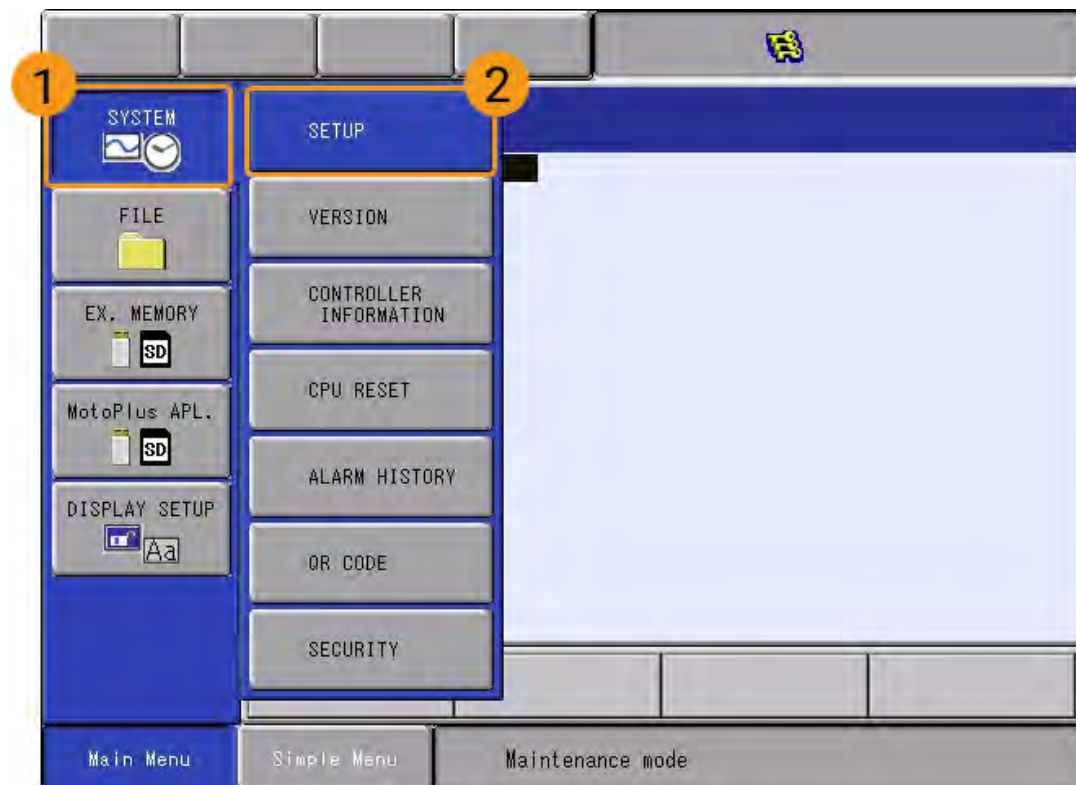 1
2
SYSTEM
SETUP
FILE
VERSION
EX. MEMORY
SD
CONTROLLER
INFORMATION
MotoPlus APL.
SD
CPU RESET
ALARM HISTORY
DISPLAY SETUP
Aa
QR CODE
SECURITY
Main Menu
Simple Menu
Maintenance mode